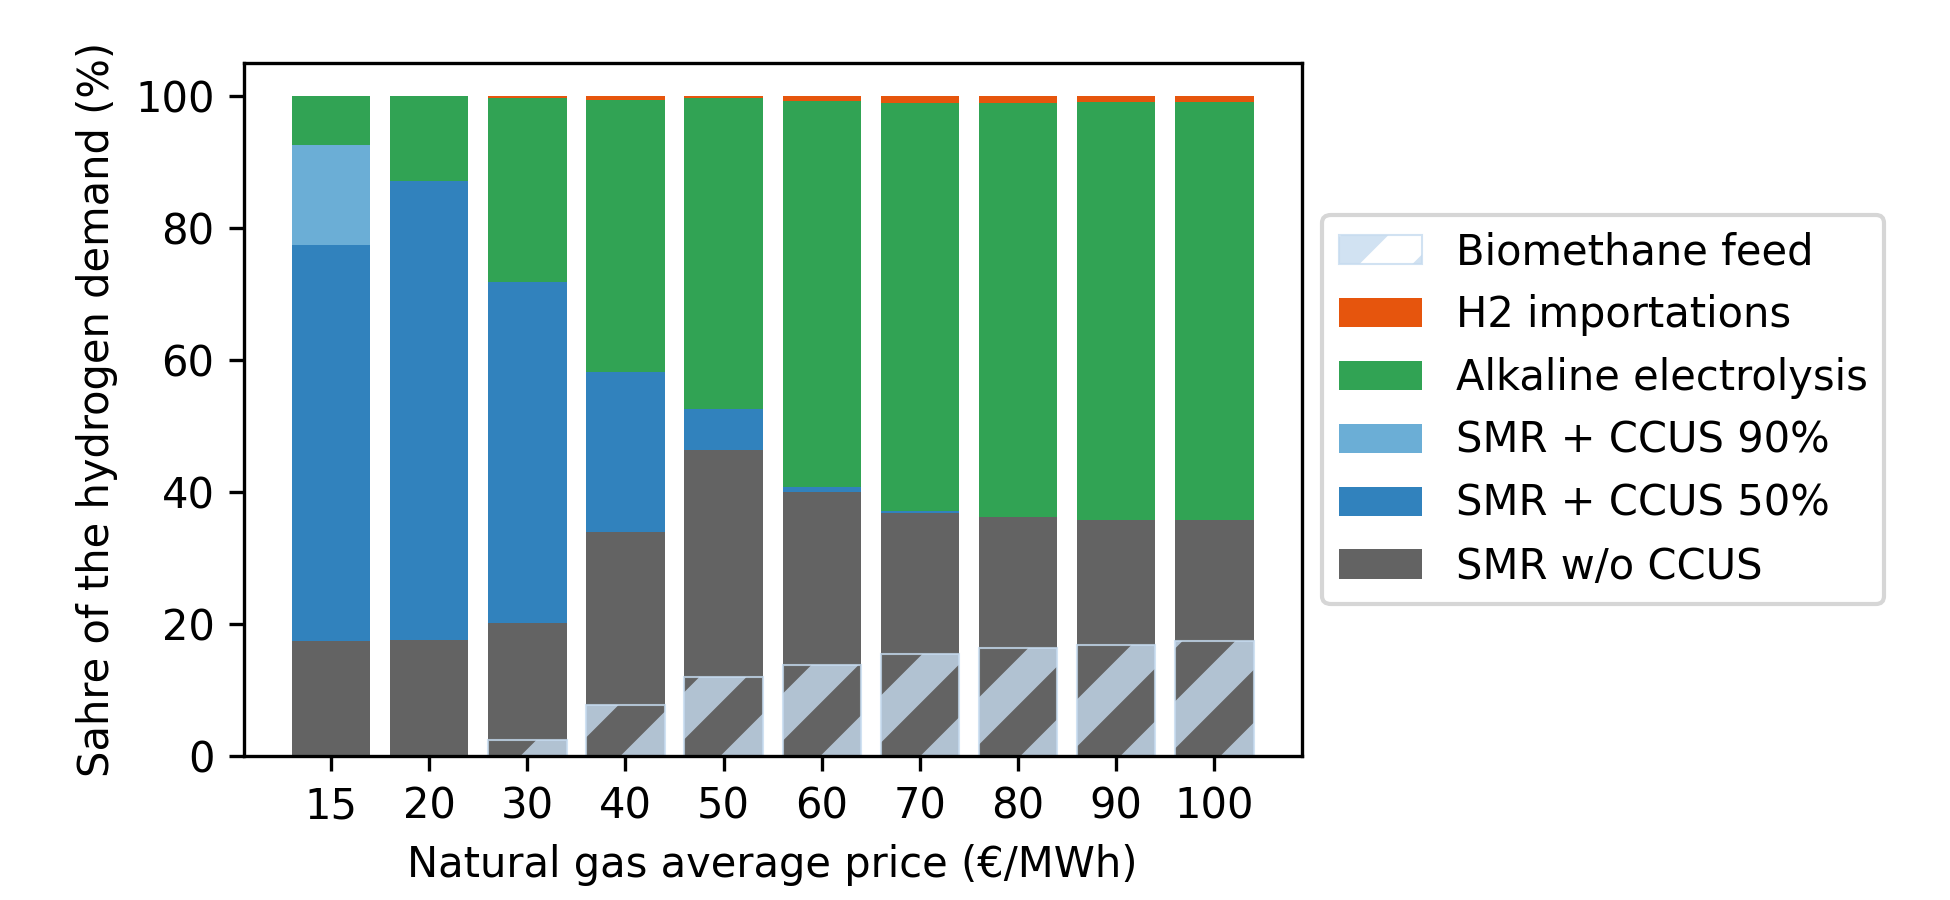 Sahre of the hydrogen demand (%)
100
80
60
40
20
0
15 20 30 40 50 60 70 80 90 100
Natural gas average price (€/MWh)
Biomethane feed
H2 importations
Alkaline electrolysis
SMR + CCUS 90%
SMR + CCUS 50%
SMR w/o CCUS